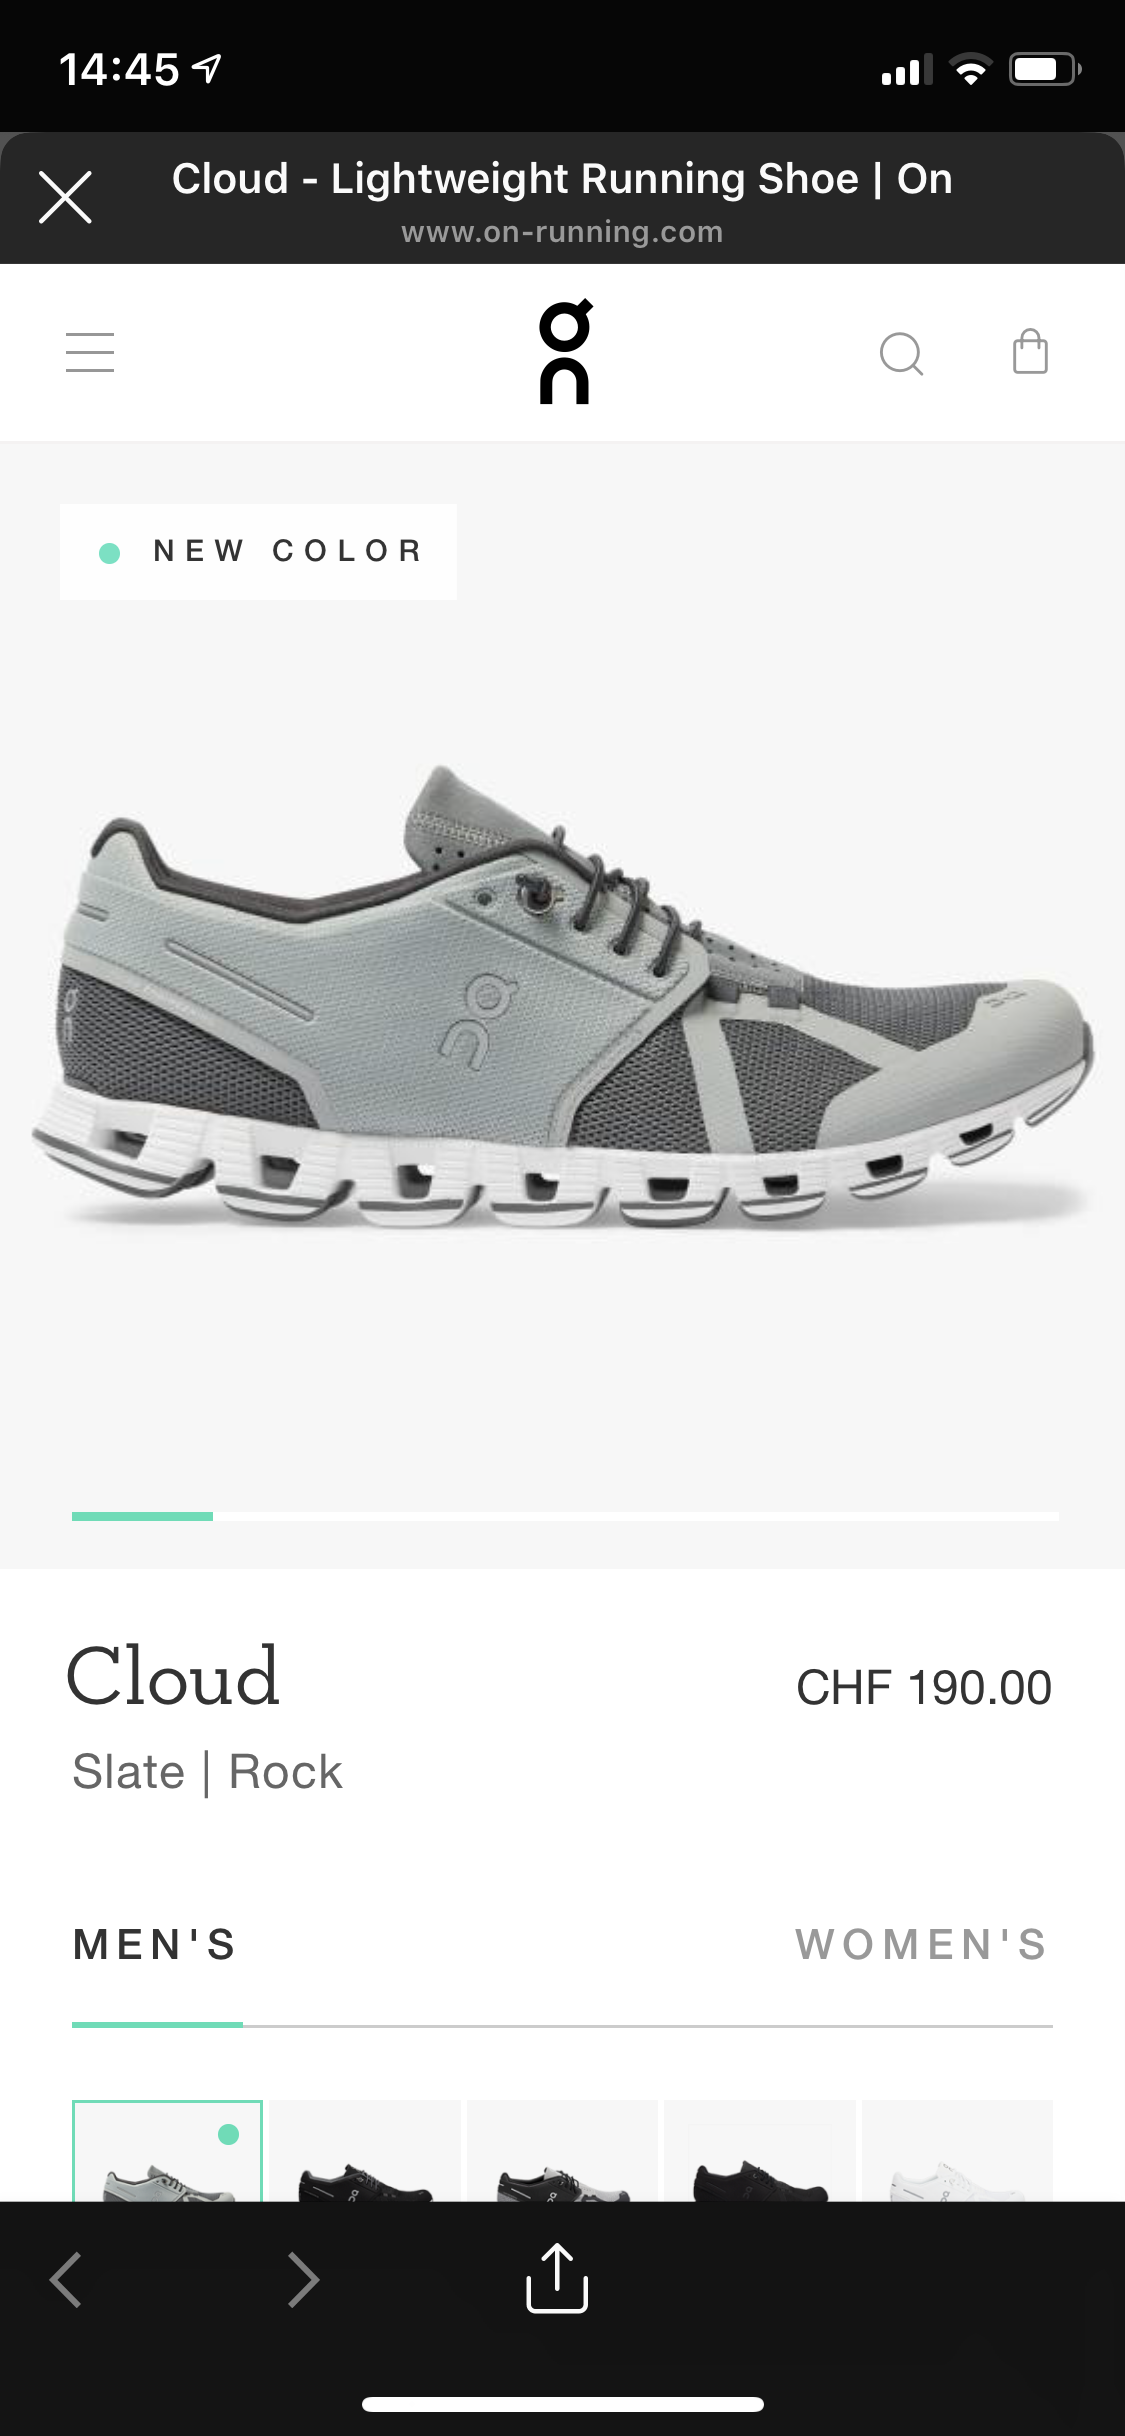 14:45
Cloud - Lightweight Running Shoe | On
www.on-running.com
on
NEW COLOR
Cloud
CHF 190.00
Slate | Rock
MEN'S
WOMEN'S